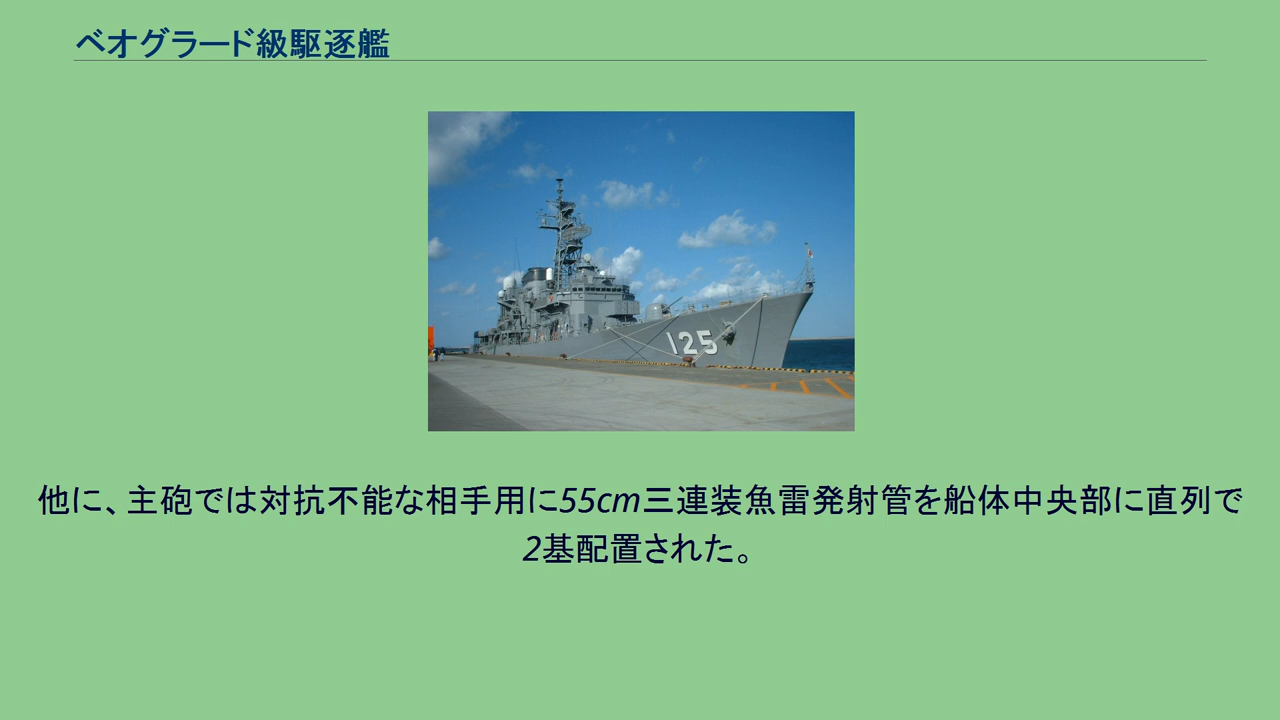 ベオグラード級駆逐艦
125
他に、主砲では対抗不能な相手用に55cm三連装魚雷発射管を船体中央部に直列で
2基配置された。